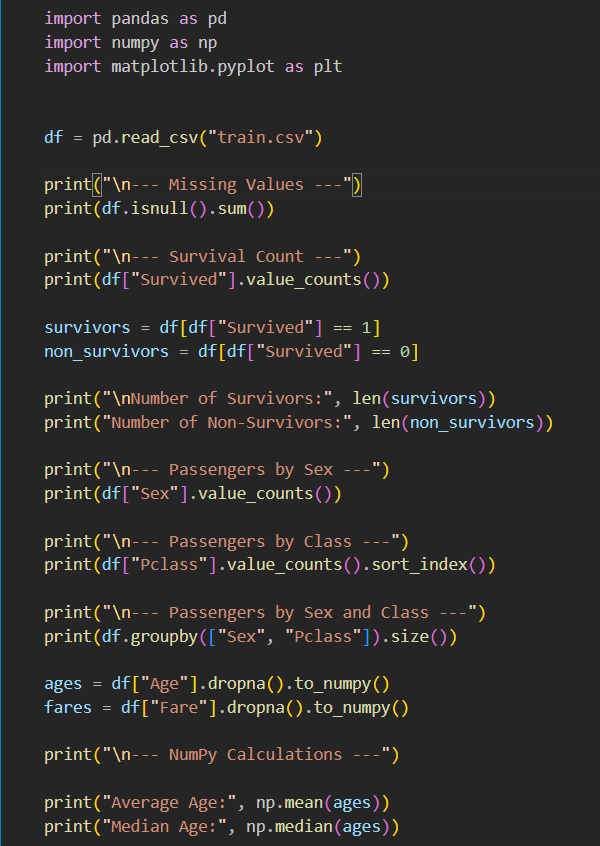 import pandas as pd
import numpy as np
import matplotlib.pyplot as plt
df = pd.read_csv("train.csv")
print("\n--- Missing Values ---")
print(df.isnull().sum())
print("\n--- Survival Count ---")
print(df["Survived"].value_counts())
survivors = df[df["Survived"] == 1]
non_survivors = df[df["Survived"] == 0]
print("\nNumber of Survivors:", len(survivors))
print("Number of Non-Survivors:", len(non_survivors))
print("\n--- Passengers by Sex ---")
print(df["Sex"].value_counts())
print("\n--- Passengers by Class ---")
print(df["Pclass"].value_counts().sort_index())
print("\n--- Passengers by Sex and Class ---")
print(df.groupby(["Sex", "Pclass"]).size())
ages = df["Age"].dropna().to_numpy()
fares = df["Fare"].dropna().to_numpy()
print("\n--- NumPy Calculations ---")
print("Average Age:", np.mean(ages))
print("Median Age:", np.median(ages))